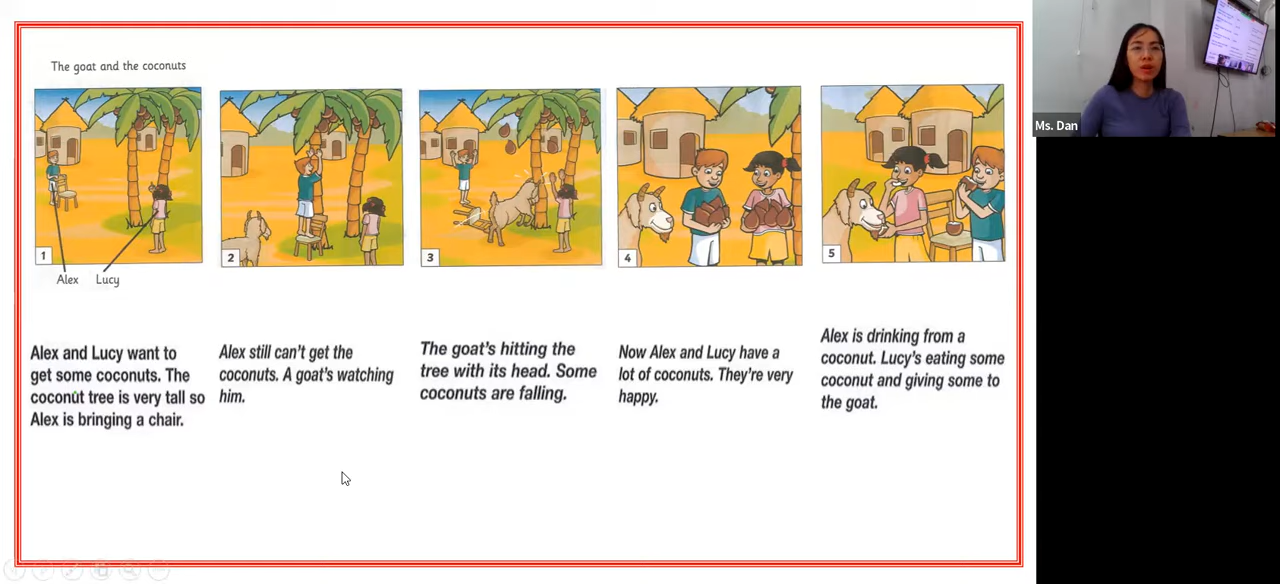 The goat and the coconuts
Ms. Dan
1
2
3
4
5
Alex Lucy
Alex and Lucy want to
get some coconuts. The
coconut tree is very tall so
Alex is bringing a chair.
Alex still can't get the
coconuts. A goat's watching
him.
The goat's hitting the
tree with its head. Some
coconuts are falling.
Now Alex and Lucy have a
lot of coconuts. They're very
happy.
Alex is drinking from a
coconut. Lucy's eating some
coconut and giving some to
the goat.